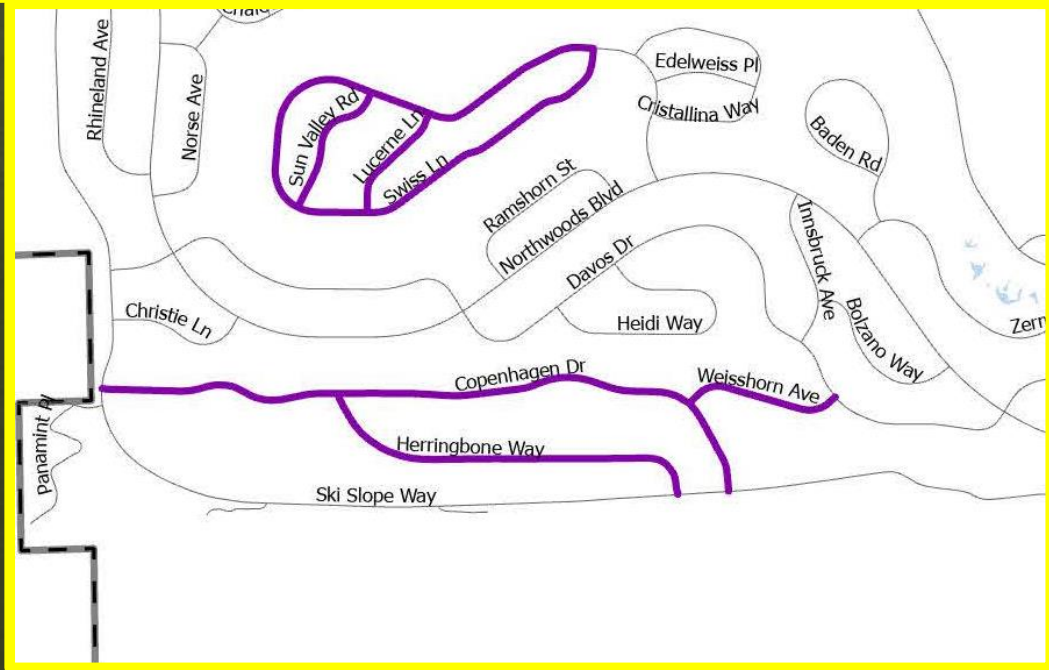 Rhineland Ave
Norse Ave
Sun Valley Rd
Lucerne Ln
Swiss Ln
Edelweiss Pl
Cristallina Way
Baden Rd
Ramshorn St
Northwoods Blvd
Davos Dr
Innsbruck Ave
Christie Ln
Heidi Way
Bolzano Way
Zerm
Copenhagen Dr
Weisshorn Ave
Panamint Pl
Herringbone Way
Ski Slope Way